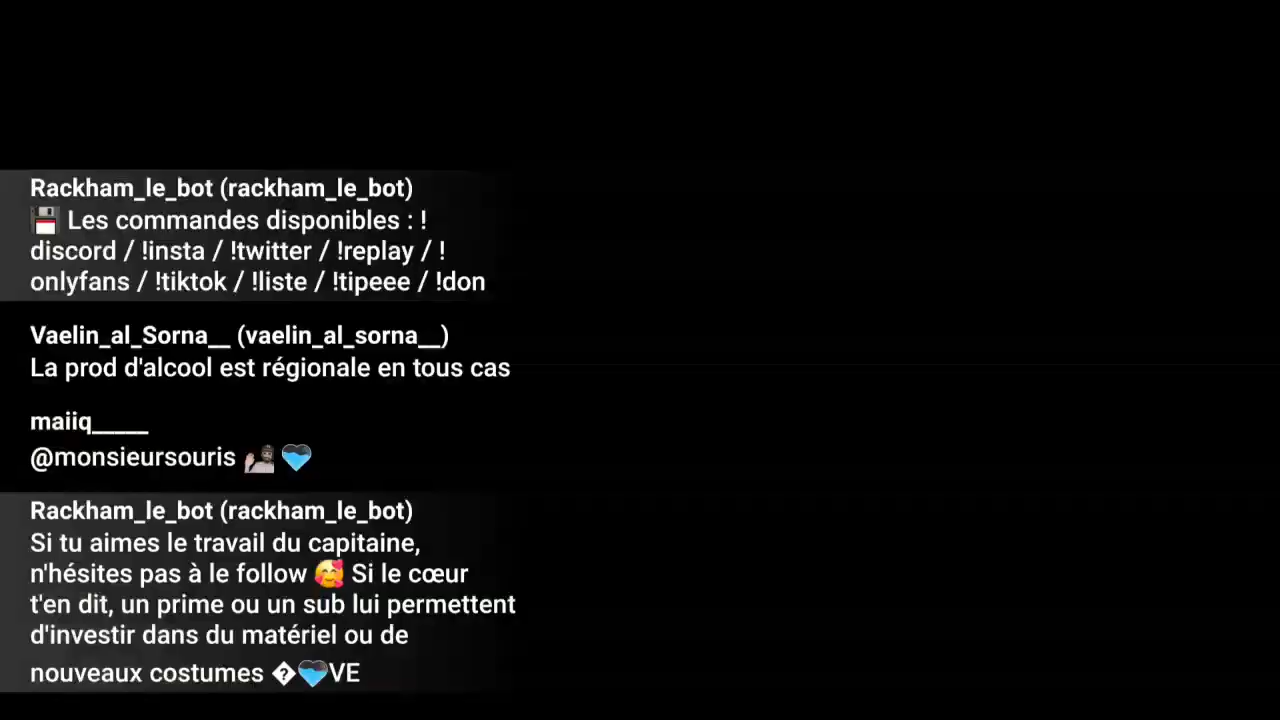 Rackham_le_bot (rackham_le_bot)
💾 Les commandes disponibles : !
discord / !insta / !twitter / !replay / !
onlyfans / !tiktok / !liste / !tipeee / !don
Vaelin_al_Sorna__ (vaelin_al_sorna__)
La prod d'alcool est régionale en tous cas
maiiq_____
@monsieursouris
Rackham_le_bot (rackham_le_bot)
Si tu aimes le travail du capitaine,
n'hésites pas à le follow 🥰 Si le cœur
t'en dit, un prime ou un sub lui permettent
d'investir dans du matériel ou de
nouveaux costumes �VE